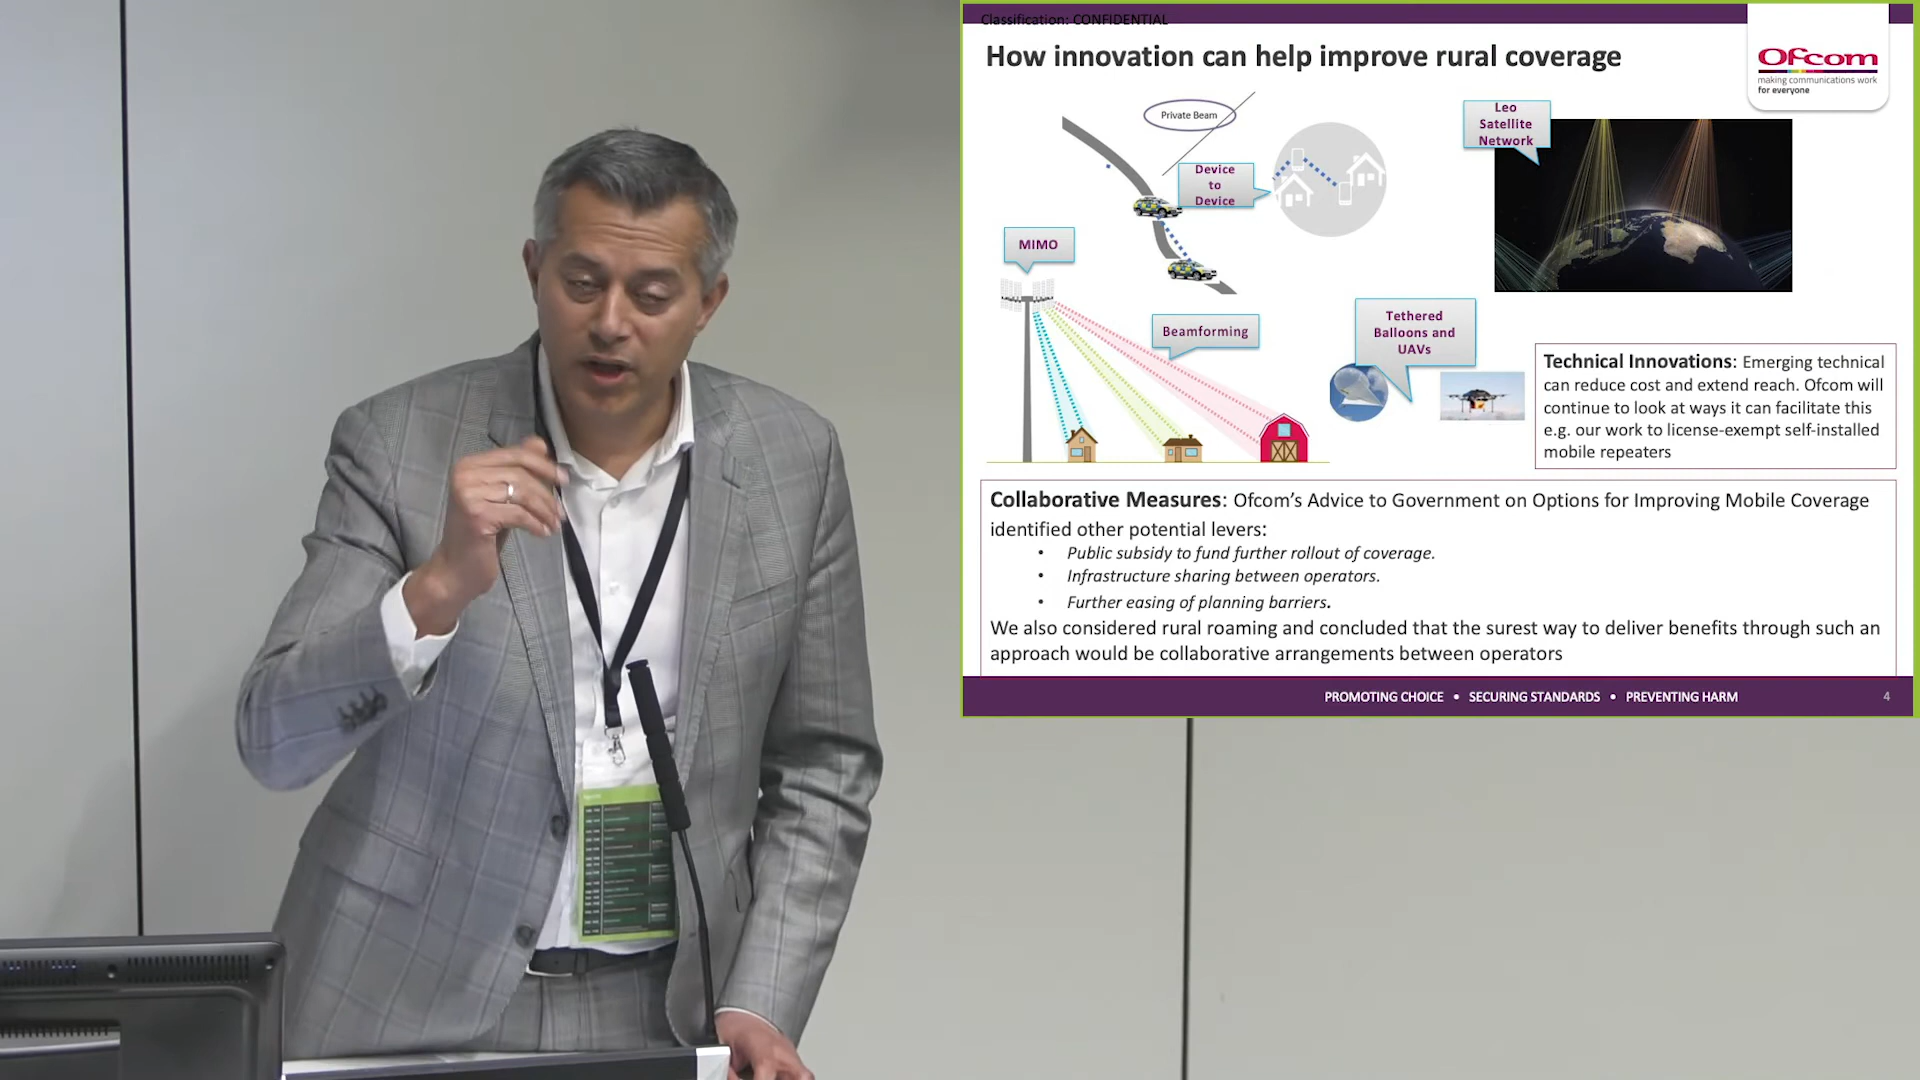 Classification: CONFIDENTIAL
How innovation can help improve rural coverage
Ofcom
making communications work
for everyone
Private Beam
Leo
Satellite
Network
Device
to
Device
MIMO
Beamforming
Tethered
Balloons and
UAVs
Technical Innovations: Emerging technical
can reduce cost and extend reach. Ofcom will
continue to look at ways it can facilitate this
e.g. our work to license-exempt self-installed
mobile repeaters
Collaborative Measures: Ofcom's Advice to Government on Options for Improving Mobile Coverage
identified other potential levers:
• Public subsidy to fund further rollout of coverage.
• Infrastructure sharing between operators.
• Further easing of planning barriers.
We also considered rural roaming and concluded that the surest way to deliver benefits through such an
approach would be collaborative arrangements between operators
PROMOTING CHOICE • SECURING STANDARDS • PREVENTING HARM
4